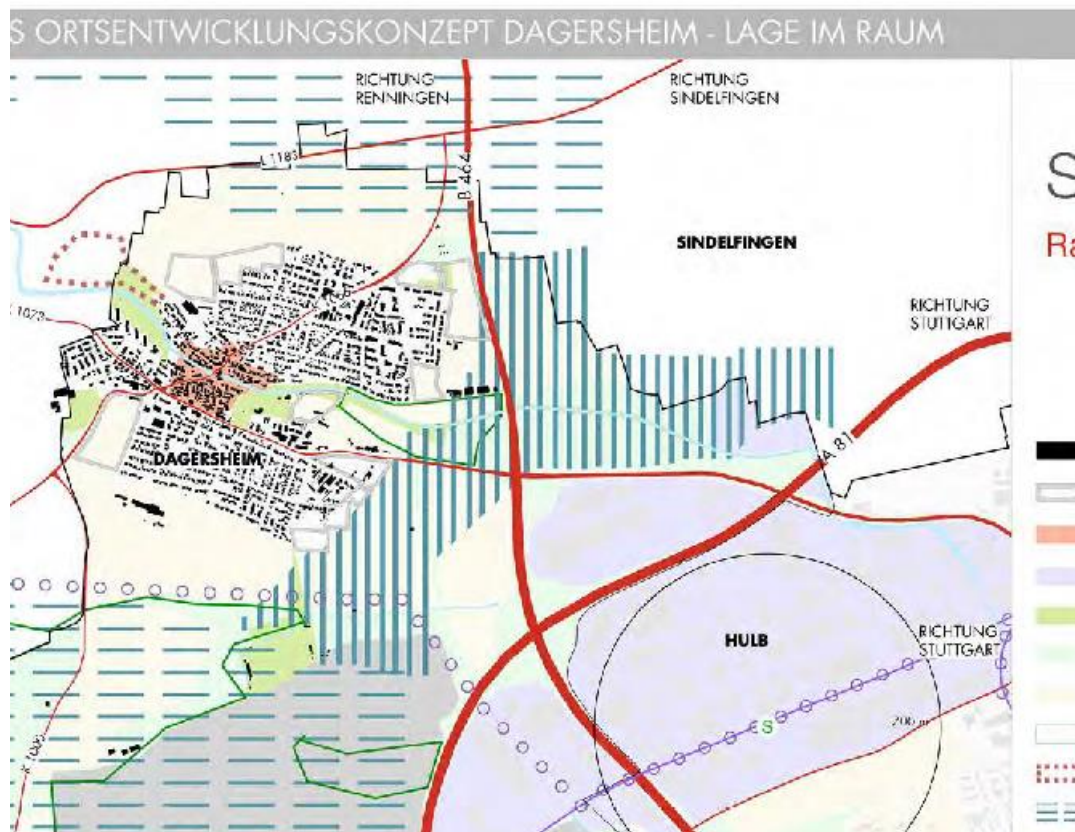 S ORTSENTWICKLUNGSKONZEPT DAGERSHEIM - LAGE IM RAUM
RICHTUNG
RENNINGEN
RICHTUNG
SINDELFINGEN
L 1183
B 464
S
SINDELFINGEN
Ra
RICHTUNG
STUTTGART
K 1073
A 81
DAGERSHEIM
HULB
RICHTUNG
STUTTGART
200 m
S